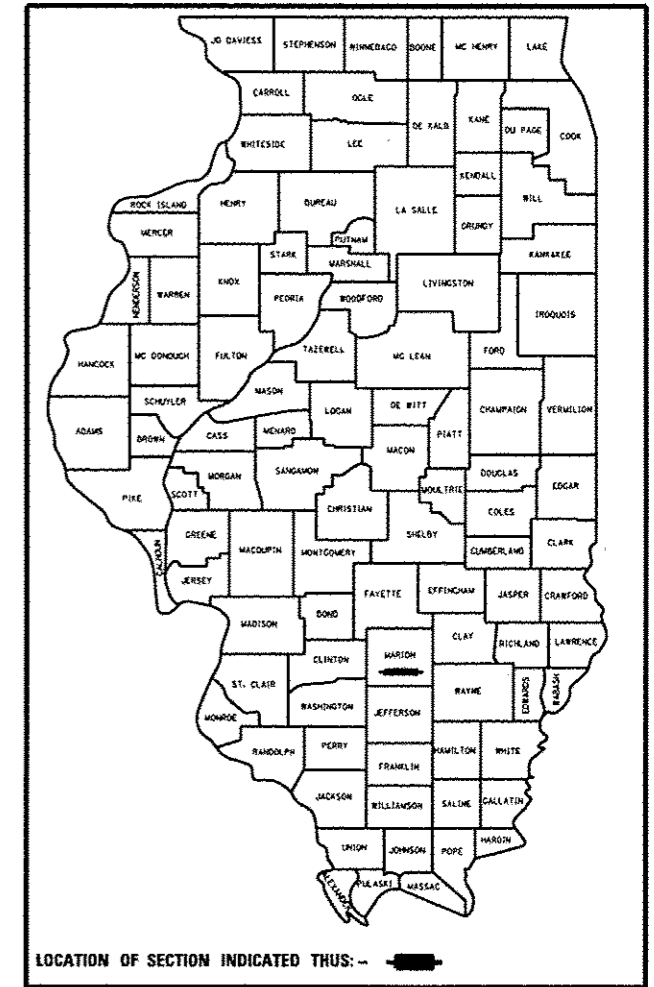 JO DAVIESS STEPHENSON WINNEBAGO BOONE MC HENRY LAKE
CARROLL OGLE DE KALB KANE DU PAGE COOK
WHITESIDE LEE KENDALL WILL
ROCK ISLAND HENRY BUREAU LA SALLE GRUNDY
MERCER PUTNAM KANKAKEE
STARK MARSHALL
HENDERSON WARREN KNOX PEORIA WOODFORD LIVINGSTON IROQUOIS
HANCOCK MC DONOUGH FULTON TAZEWELL MC LEAN FORD
SCHUYLER MASON LOGAN DE WITT CHAMPAIGN VERMILION
ADAMS BROWN CASS MENARD MACON PIATT
PIKE SCOTT MORGAN SANGAMON MOULTRIE DOUGLAS EDGAR
CHRISTIAN COLES
CALHOUN GREENE MACOUPIN MONTGOMERY SHELBY CUMBERLAND CLARK
JERSEY FAYETTE EFFINGHAM JASPER CRAWFORD
MADISON BOND CLAY RICHLAND LAWRENCE
CLINTON MARION
ST. CLAIR WASHINGTON JEFFERSON WAYNE EDWARDS WABASH
MONROE
RANDOLPH PERRY FRANKLIN HAMILTON WHITE
JACKSON WILLIAMSON SALINE GALLATIN
UNION JOHNSON POPE HARDIN
ALEXANDER PULASKI MASSAC
LOCATION OF SECTION INDICATED THUS:-